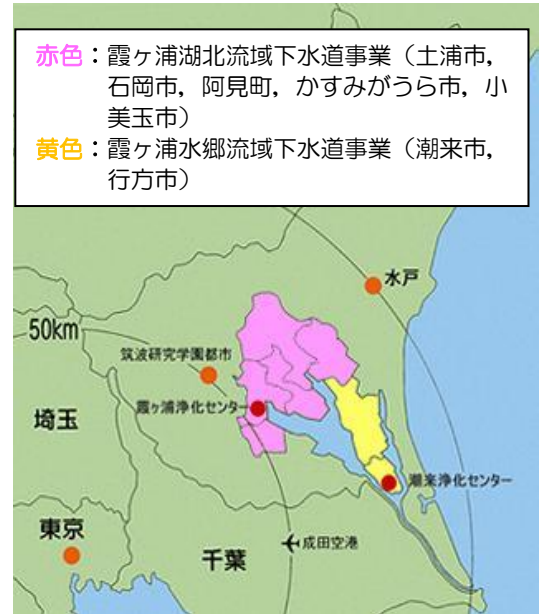 赤色：霞ヶ浦湖北流域下水道事業（土浦市，
石岡市，阿見町，かすみがうら市，小
美玉市）
黄色：霞ヶ浦水郷流域下水道事業（潮来市，
行方市）
水戸
50km
筑波研究学園都市
霞ヶ浦浄化センター
埼玉
潮来浄化センター
東京
成田空港
千葉